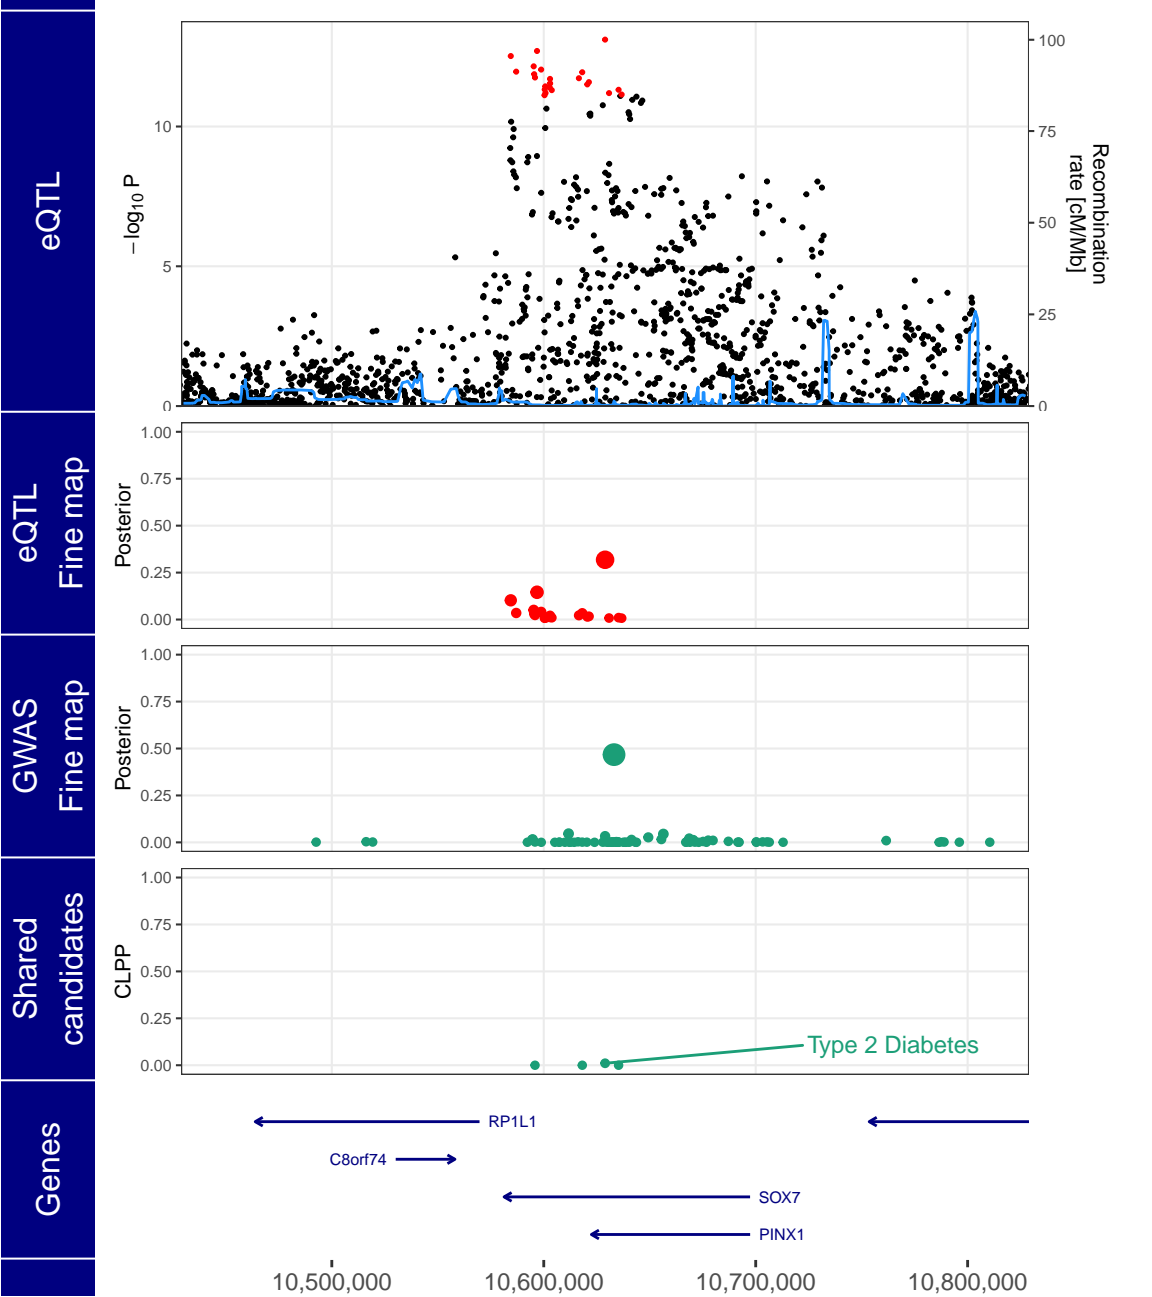 eQTL
−log10 P
10
5
0
100
75
50
25
0
Recombination
rate [cM/Mb]
eQTL
Fine map
Posterior
1.00
0.75
0.50
0.25
0.00
GWAS
Fine map
Posterior
1.00
0.75
0.50
0.25
0.00
Shared
candidates
CLPP
1.00
0.75
0.50
0.25
0.00
Type 2 Diabetes
Genes
RP1L1
C8orf74
SOX7
PINX1
10,500,000
10,600,000
10,700,000
10,800,000